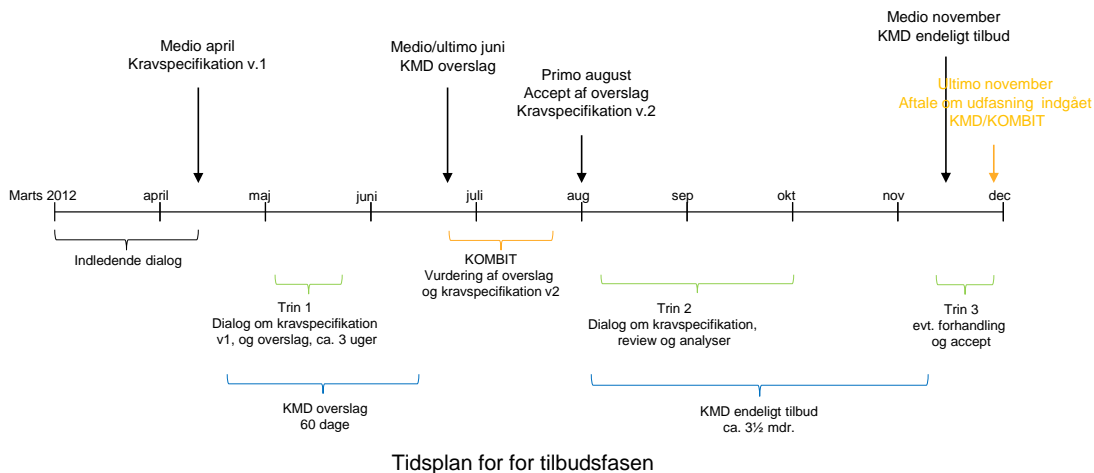 Medio april
Kravspecifikation v.1
Medio/ultimo juni
KMD overslag
Primo august
Accept af overslag
Kravspecifikation v.2
Medio november
KMD endeligt tilbud
Ultimo november
Aftale om udfasning indgået
KMD/KOMBIT
Marts 2012
april
maj
juni
juli
aug
sep
okt
nov
dec
Indledende dialog
KOMBIT
Vurdering af overslag
og kravspecifikation v2
Trin 1
Dialog om kravspecifikation
v1, og overslag, ca. 3 uger
Trin 2
Dialog om kravspecifikation,
review og analyser
Trin 3
evt. forhandling
og accept
KMD overslag
60 dage
KMD endeligt tilbud
ca. 3½ mdr.
Tidsplan for for tilbudsfasen